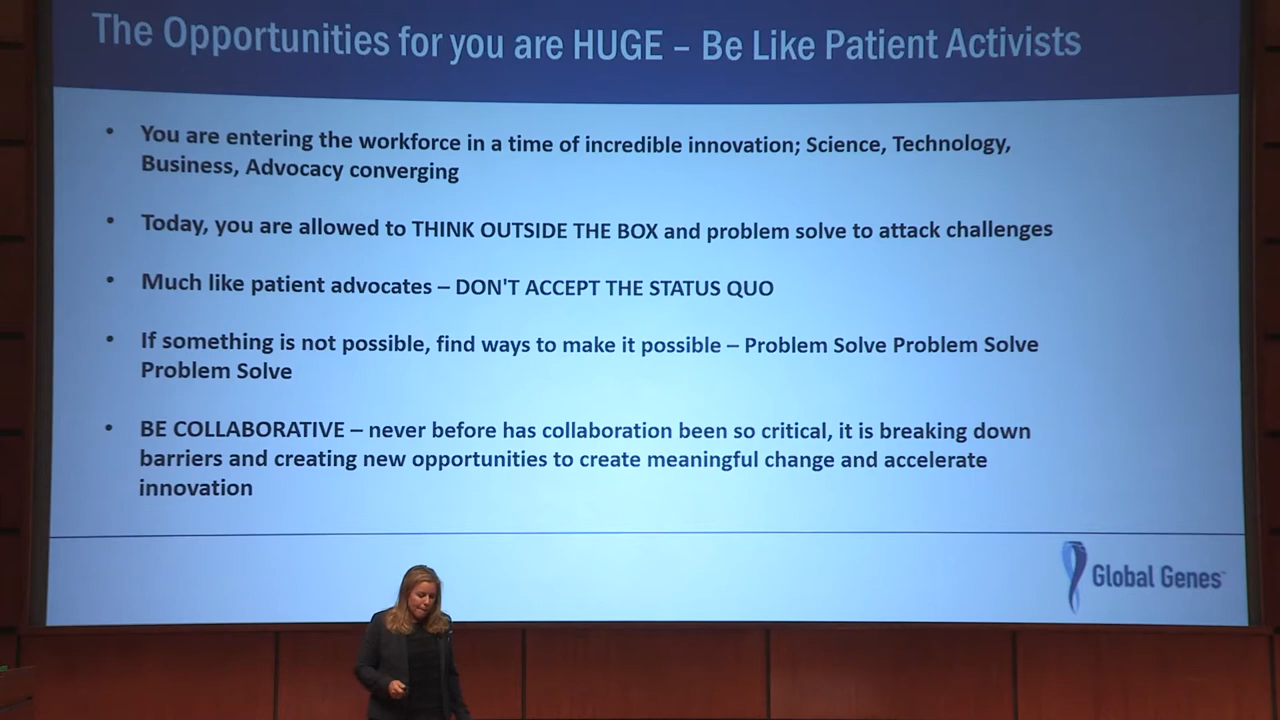 The Opportunities for you are HUGE – Be Like Patient Activists
• You are entering the workforce in a time of incredible innovation; Science, Technology,
Business, Advocacy converging
• Today, you are allowed to THINK OUTSIDE THE BOX and problem solve to attack challenges
• Much like patient advocates – DON'T ACCEPT THE STATUS QUO
• If something is not possible, find ways to make it possible – Problem Solve Problem Solve
Problem Solve
• BE COLLABORATIVE – never before has collaboration been so critical, it is breaking down
barriers and creating new opportunities to create meaningful change and accelerate
innovation
Global Genes™